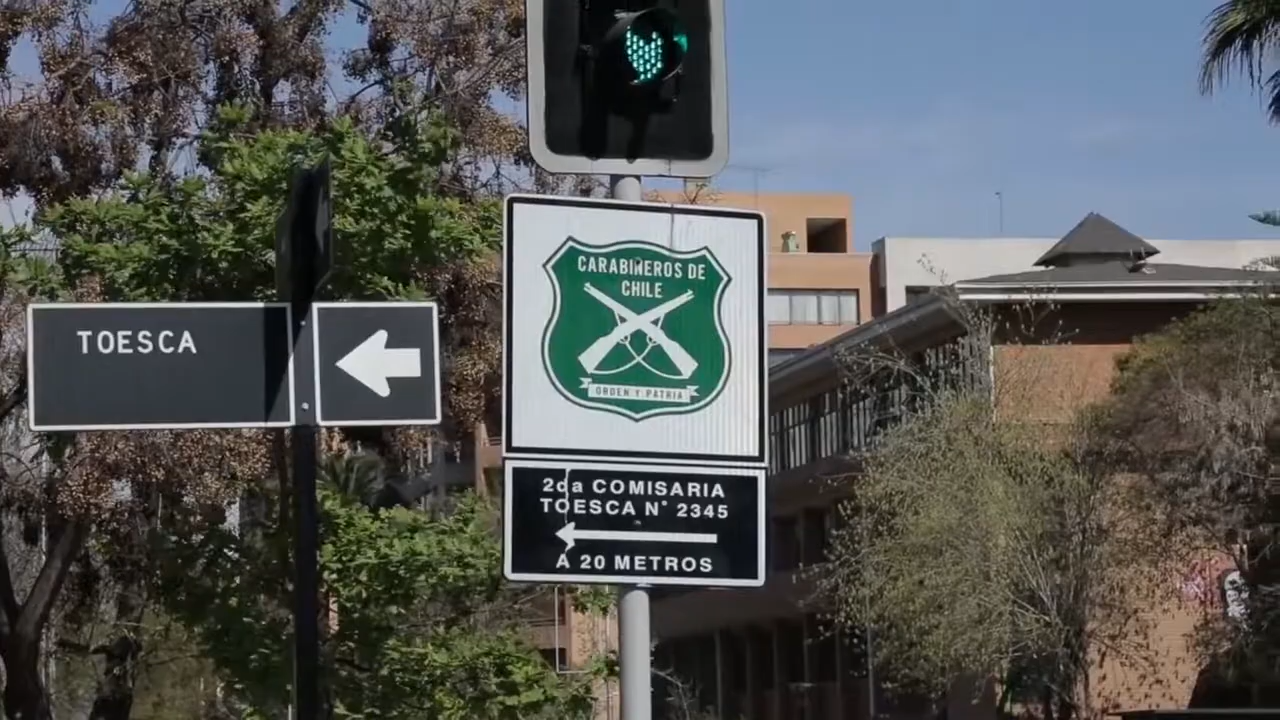 TOESCA
CARABINEROS DE
CHILE
ORDEN Y PATRIA
2da COMISARIA
TOESCA N° 2345
A 20 METROS